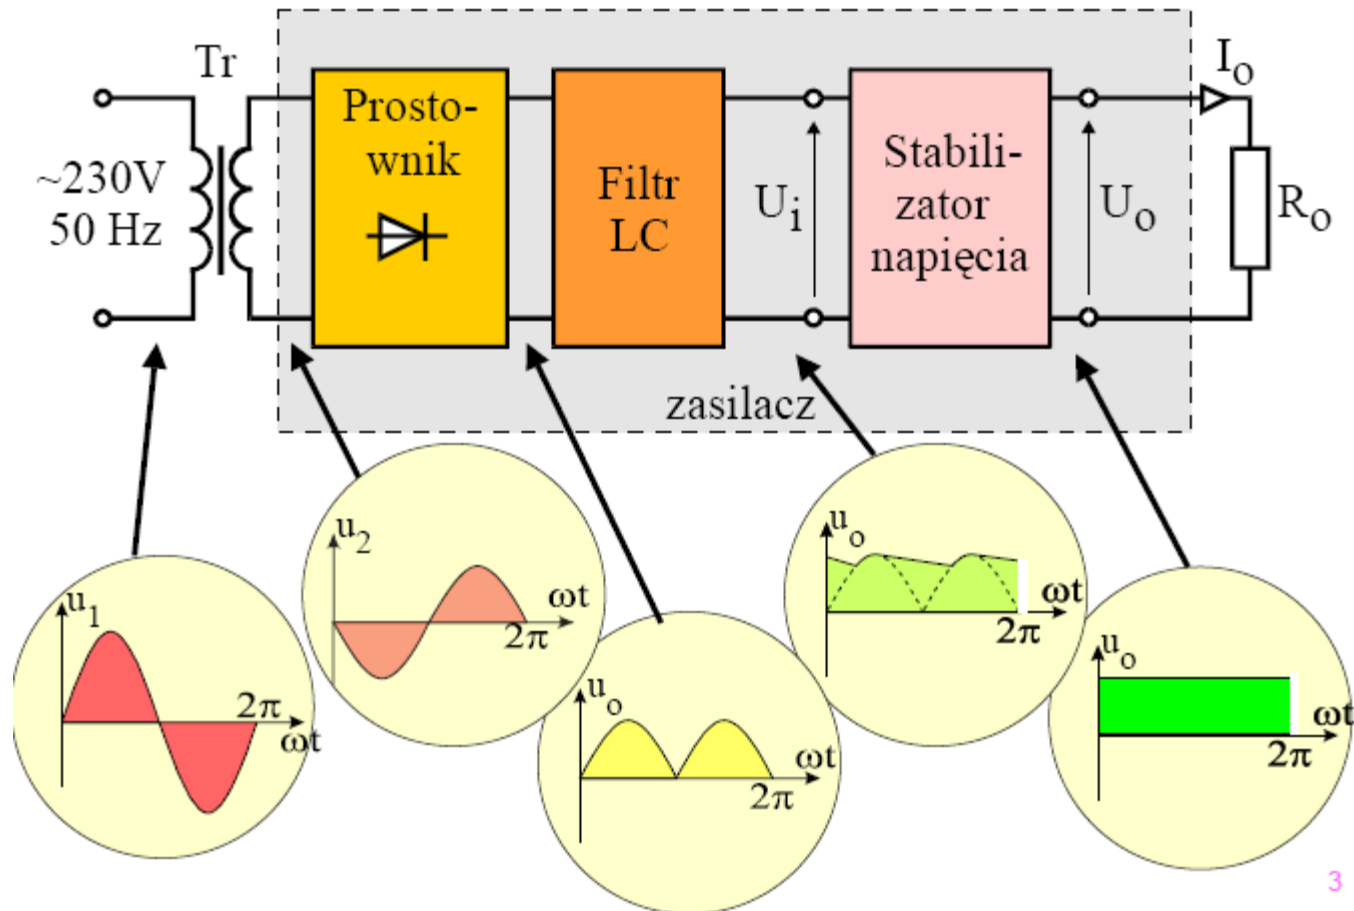 Tr
~230V
50 Hz
Prosto-
wnik
Filtr
LC
Ui
Stabili-
zator
napięcia
Uo
Io
Ro
zasilacz
u1
2π
ωt
u2
ωt
2π
uo
ωt
2π
uo
ωt
2π
uo
ωt
2π
3